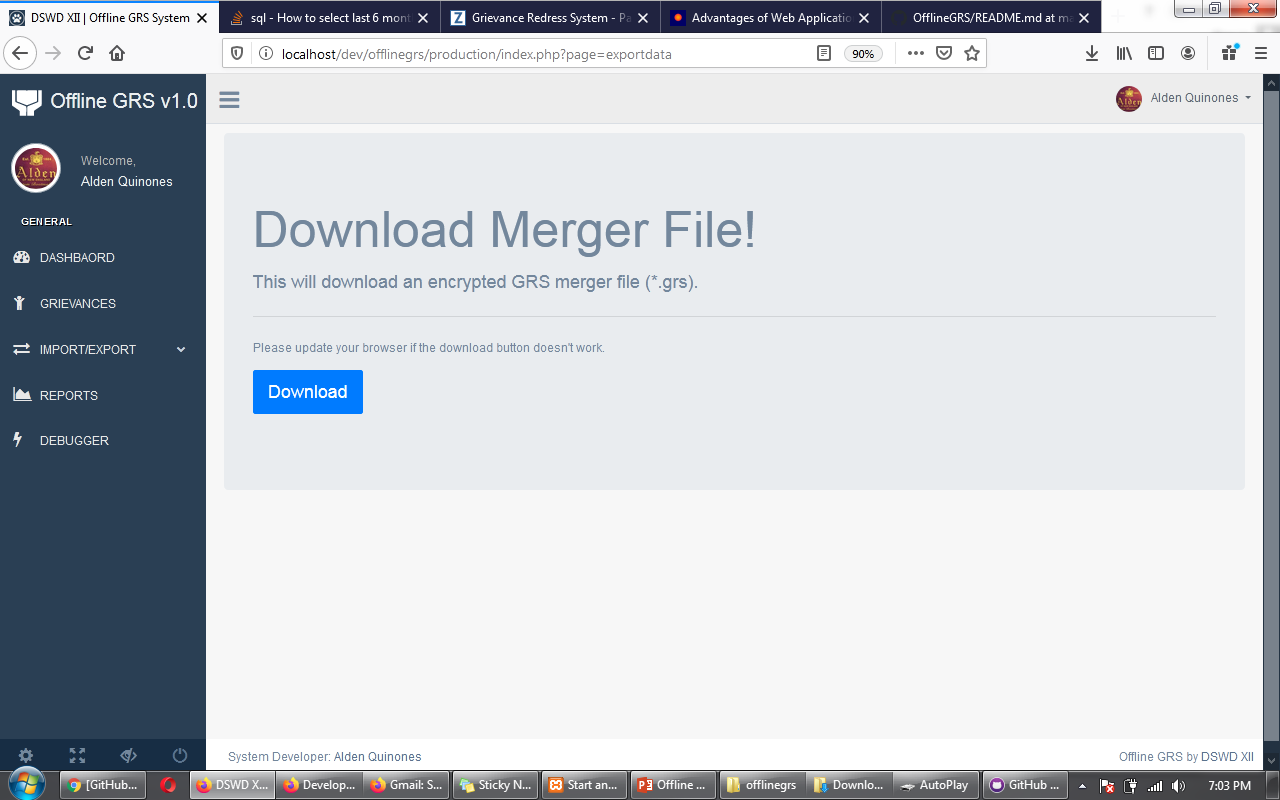 DSWD XII | Offline GRS System
sql - How to select last 6 mont
Grievance Redress System - Pa
Advantages of Web Applicatio
OfflineGRS/README.md at ma
localhost/dev/offlinegrs/production/index.php?page=exportdata
90%
Offline GRS v1.0
Alden Quinones
Welcome,
Alden Quinones
Alden
GENERAL
DASHBAORD
GRIEVANCES
IMPORT/EXPORT
REPORTS
DEBUGGER
Download Merger File!
This will download an encrypted GRS merger file (*.grs).
Please update your browser if the download button doesn't work.
Download
System Developer: Alden Quinones
Offline GRS by DSWD XII
[GitHub...
DSWD X...
Develop...
Gmail: S...
Sticky N...
Start an...
Offline ...
offlinegrs
Downlo...
AutoPlay
GitHub ...
7:03 PM